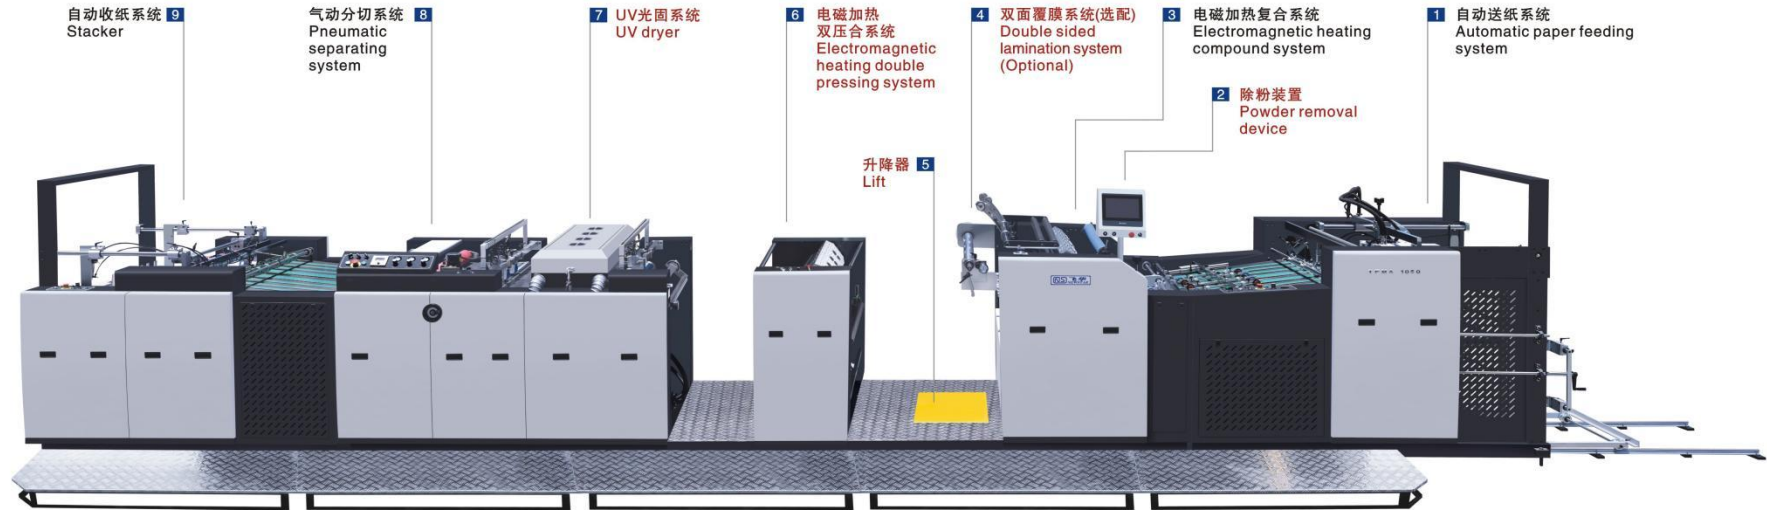 自动收纸系统 9
Stacker
气动分切系统 8
Pneumatic
separating
system
7 UV光固系统
UV dryer
6 电磁加热
双压合系统
Electromagnetic
heating double
pressing system
4 双面覆膜系统(选配)
Double sided
lamination system
(Optional)
3 电磁加热复合系统
Electromagnetic heating
compound system
1 自动送纸系统
Automatic paper feeding
system
2 除粉装置
Powder removal
device
升降器 5
Lift